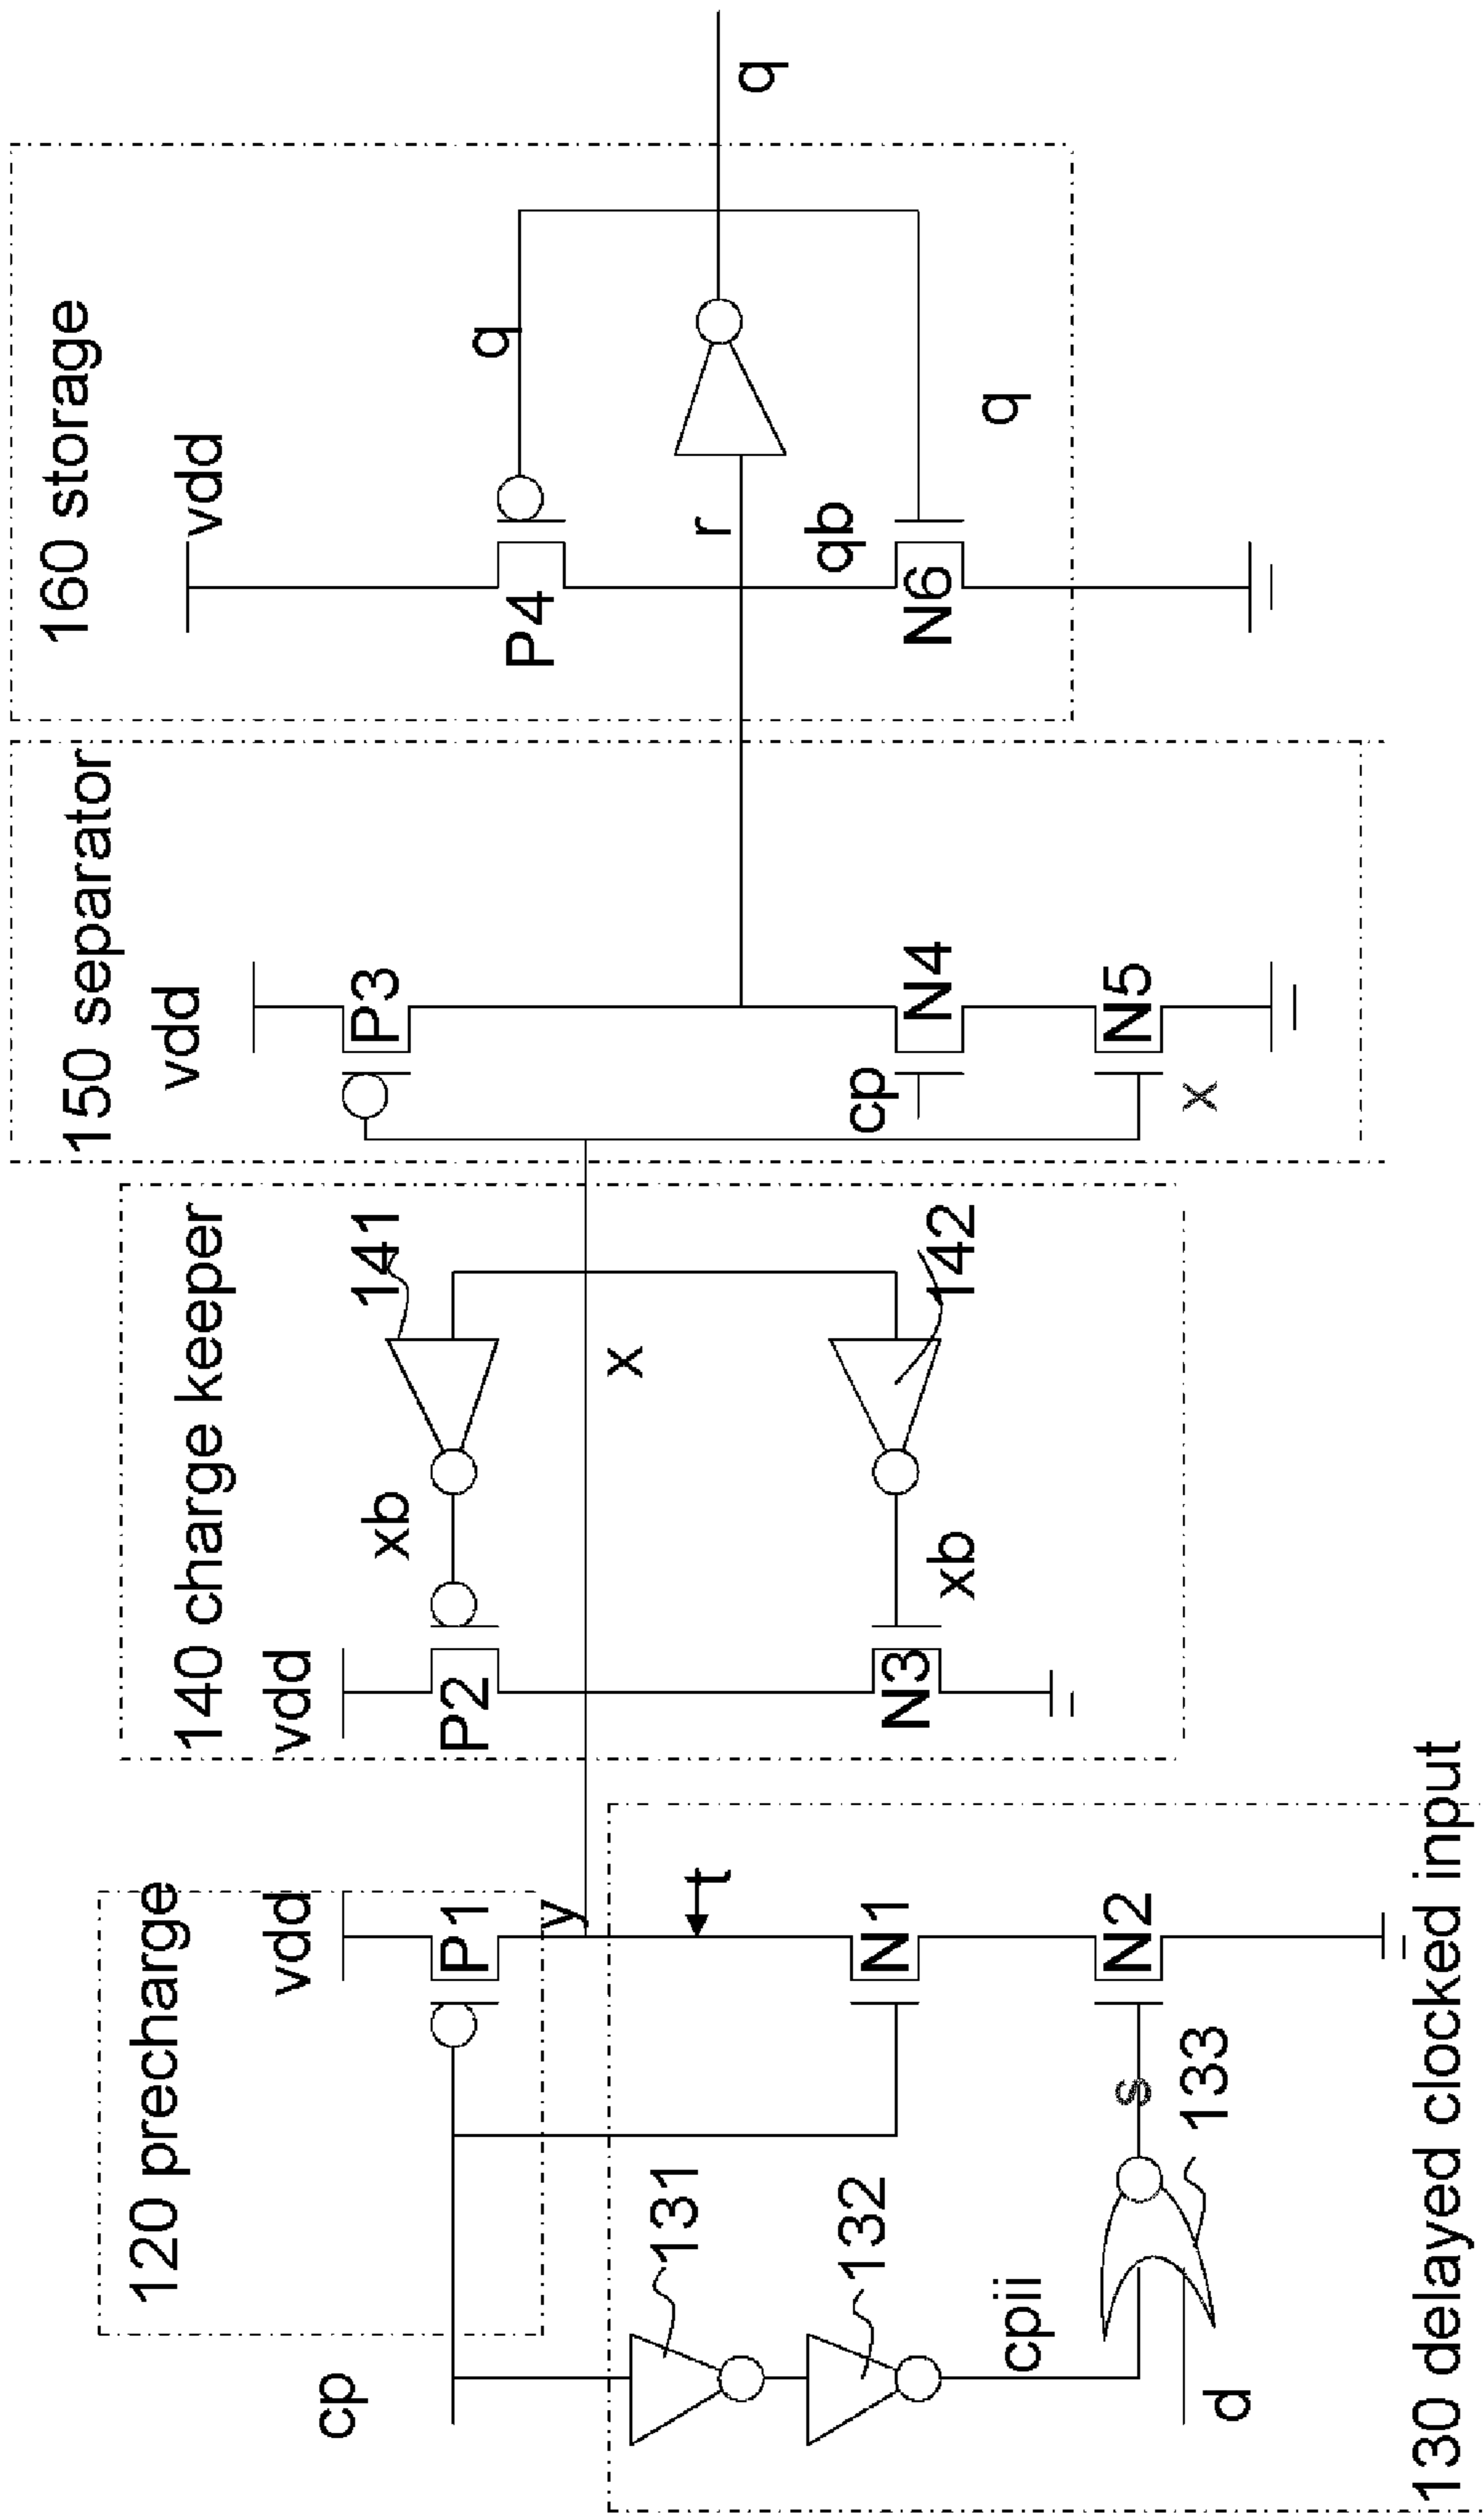 120 precharge
vdd
P1
cp
y
t
N1
N2
s
131
132
133
cpii
d
130 delayed clocked input
140 charge keeper
vdd
P2
xb
141
x
N3
xb
142
150 separator
vdd
P3
cp
N4
N5
x
160 storage
vdd
P4
q
r
qb
N6
q
q